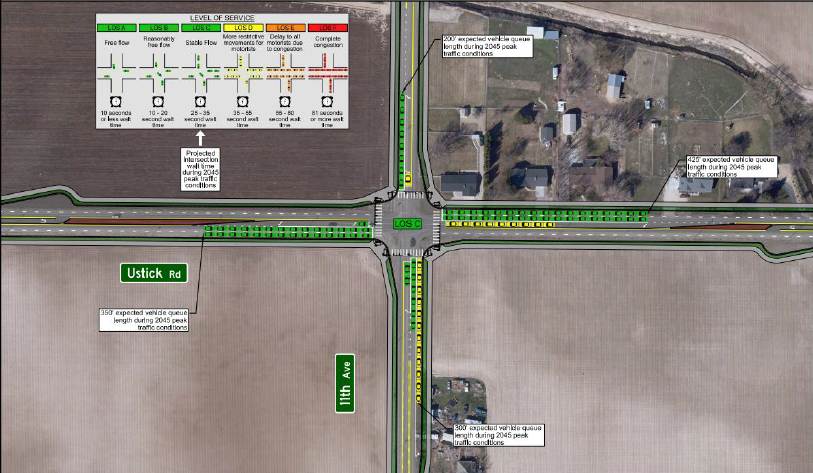 LEVEL OF SERVICE
LOS A
LOS B
LOS C
LOS D
LOS E
LOS F
Free flow
Reasonably
free flow
Stable Flow
More restrictive
movements for
motorists
Delay to all
motorists due
to congestion
Complete
congestion
10 seconds
or less wait
time
10 - 20
second wait
time
25 - 35
second wait
time
35 - 55
second wait
time
55 - 80
second wait
time
81 seconds
or more wait
time
Projected
Intersection
wait time
during 2045
peak traffic
conditions
200' expected vehicle queue
length during 2045 peak
traffic conditions
425' expected vehicle queue
length during 2045 peak
traffic conditions
LOS C
Ustick Rd
350' expected vehicle queue
length during 2045 peak
traffic conditions
11th Ave
300' expected vehicle queue
length during 2045 peak
traffic conditions